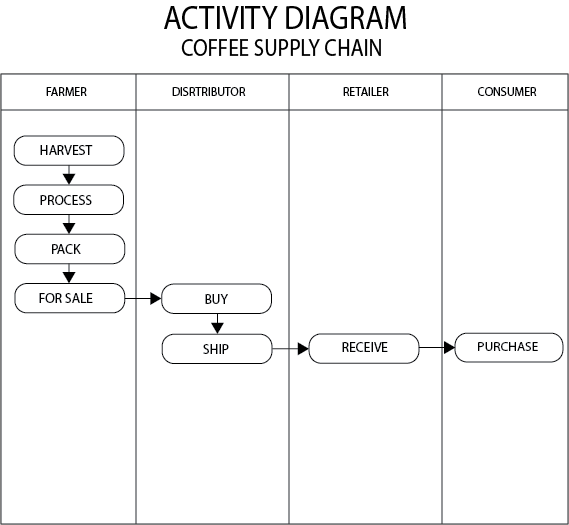 ACTIVITY DIAGRAM
COFFEE SUPPLY CHAIN
FARMER
DISRTRIBUTOR
RETAILER
CONSUMER
HARVEST
PROCESS
PACK
FOR SALE
BUY
SHIP
RECEIVE
PURCHASE